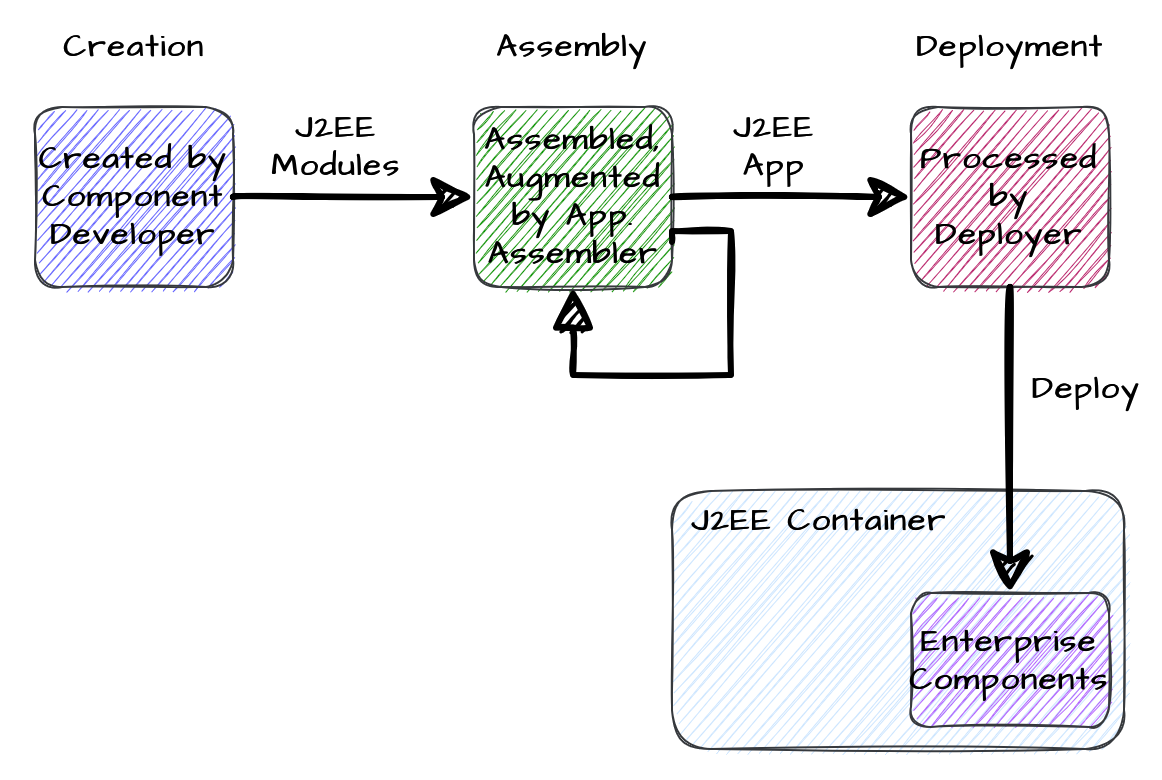 Creation
Assembly
Deployment
Created by
Component
Developer
J2EE
Modules
Assembled,
Augmented
by App.
Assembler
J2EE
App
Processed
by
Deployer
Deploy
J2EE Container
Enterprise
Components